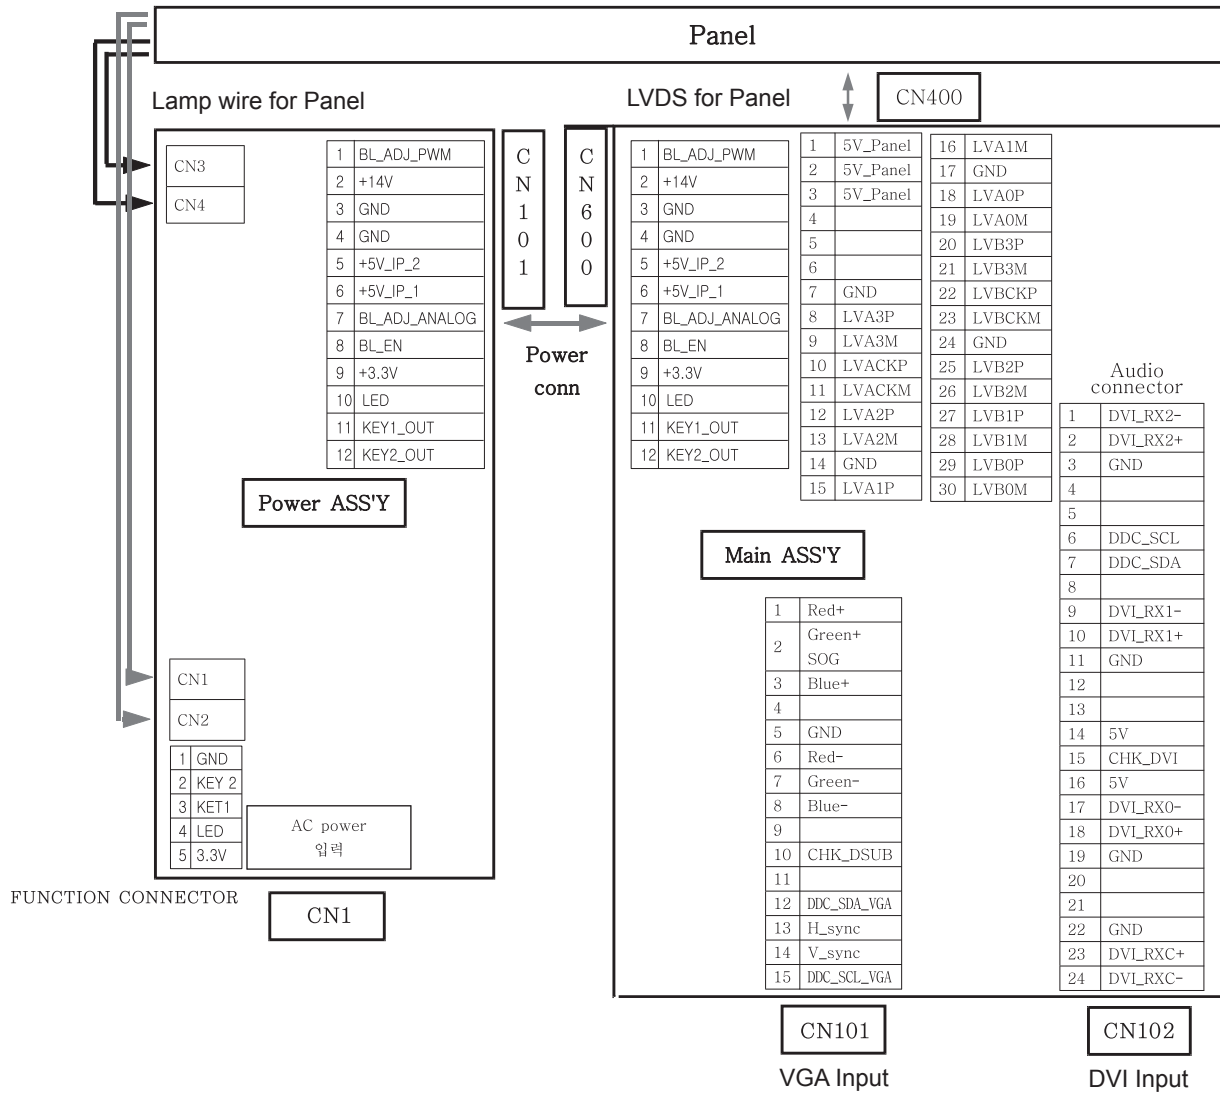 Panel
Lamp wire for Panel
LVDS for Panel
CN400
CN3
CN4
1 BL_ADJ_PWM
2 +14V
3 GND
4 GND
5 +5V_IP_2
6 +5V_IP_1
7 BL_ADJ_ANALOG
8 BL_EN
9 +3.3V
10 LED
11 KEY1_OUT
12 KEY2_OUT
CN101
CN600
Power
conn
1 BL_ADJ_PWM
2 +14V
3 GND
4 GND
5 +5V_IP_2
6 +5V_IP_1
7 BL_ADJ_ANALOG
8 BL_EN
9 +3.3V
10 LED
11 KEY1_OUT
12 KEY2_OUT
1 5V_Panel
2 5V_Panel
3 5V_Panel
4
5
6
7 GND
8 LVA3P
9 LVA3M
10 LVACKP
11 LVACKM
12 LVA2P
13 LVA2M
14 GND
15 LVA1P
16 LVA1M
17 GND
18 LVA0P
19 LVA0M
20 LVB3P
21 LVB3M
22 LVBCKP
23 LVBCKM
24 GND
25 LVB2P
26 LVB2M
27 LVB1P
28 LVB1M
29 LVB0P
30 LVB0M
Audio
connector
1 DVI_RX2-
2 DVI_RX2+
3 GND
4
5
6 DDC_SCL
7 DDC_SDA
8
9 DVI_RX1-
10 DVI_RX1+
11 GND
12
13
14 5V
15 CHK_DVI
16 5V
17 DVI_RX0-
18 DVI_RX0+
19 GND
20
21
22 GND
23 DVI_RXC+
24 DVI_RXC-
Power ASS'Y
Main ASS'Y
1 Red+
2 Green+
SOG
3 Blue+
4
5 GND
6 Red-
7 Green-
8 Blue-
9
10 CHK_DSUB
11
12 DDC_SDA_VGA
13 H_sync
14 V_sync
15 DDC_SCL_VGA
CN1
CN2
1 GND
2 KEY 2
3 KET1
4 LED
5 3.3V
AC power
입력
FUNCTION CONNECTOR
CN1
CN101
VGA Input
CN102
DVI Input